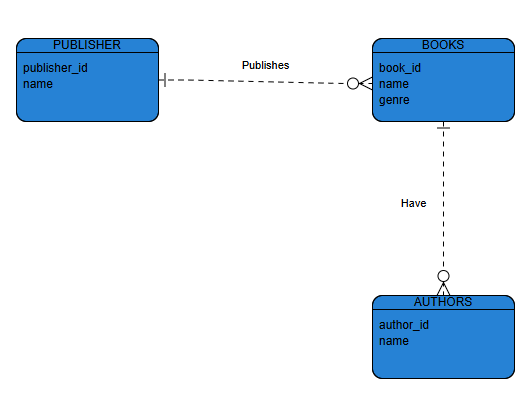 PUBLISHER
publisher_id
name
Publishes
BOOKS
book_id
name
genre
Have
AUTHORS
author_id
name